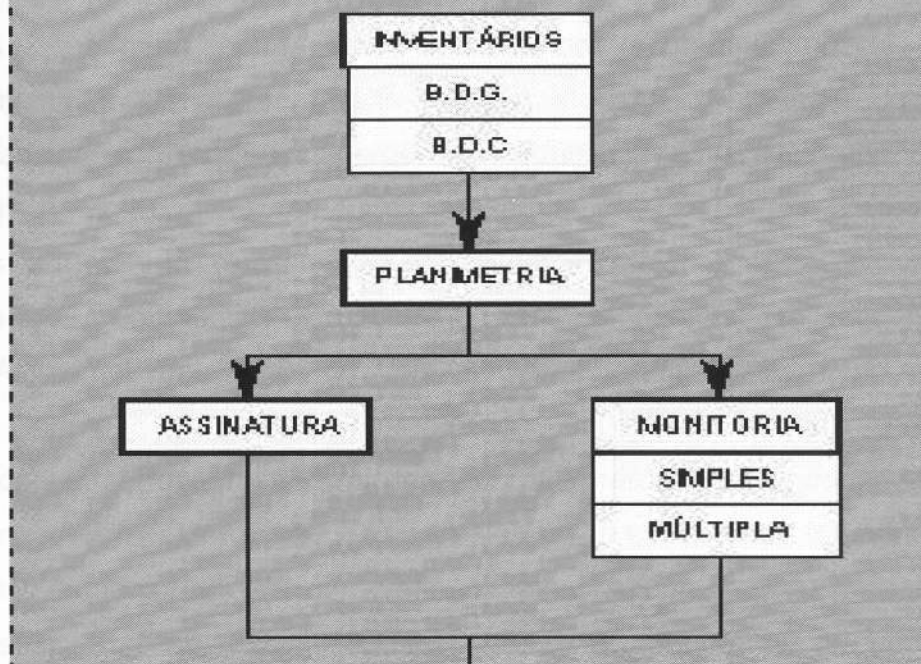 INVENTÁRIOS
B.D.G.
B.D.C
PLANIMETRIA
ASSINATURA
MONITORIA
SIMPLES
MÚLTIPLA